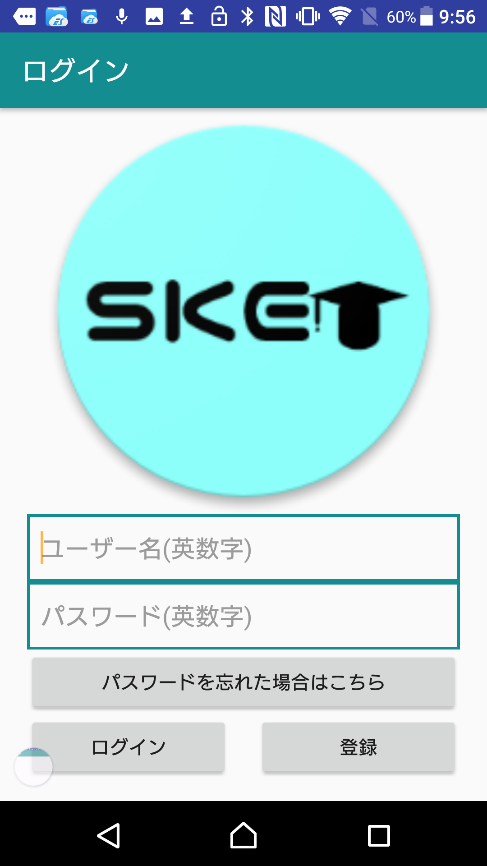 60% 9:56
ログイン
SKET
ユーザー名(英数字)
パスワード(英数字)
パスワードを忘れた場合はこちら
ログイン 登録